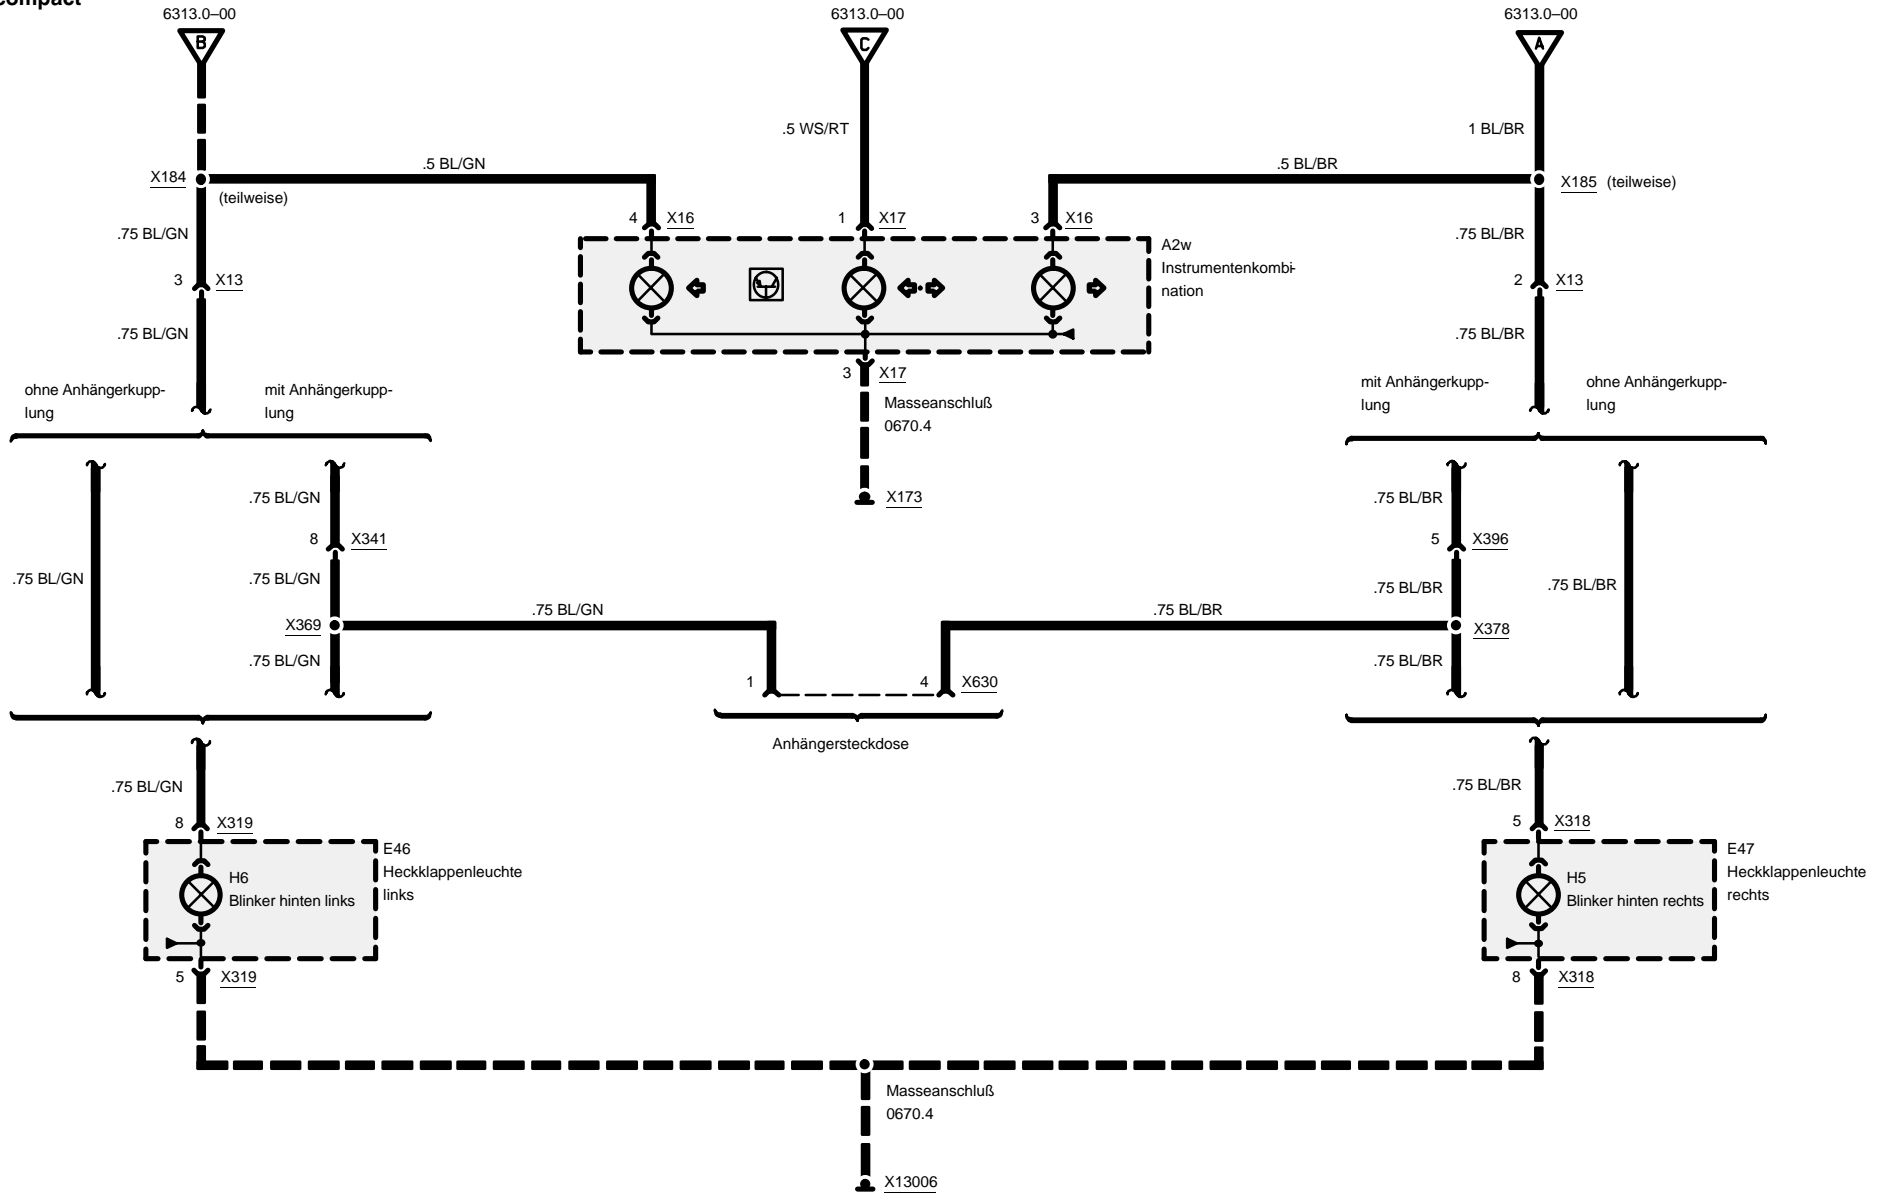 compact
6313.0–00
6313.0–00
6313.0–00
B
C
A
.5 WS/RT
1 BL/BR
X184
.5 BL/GN
.5 BL/BR
X185 (teilweise)
(teilweise)
4 X16
1 X17
3 X16
.75 BL/GN
.75 BL/BR
A2w
Instrumentenkombi-
nation
3 X13
2 X13
.75 BL/GN
.75 BL/BR
3 X17
Masseanschluß
0670.4
ohne Anhängerkupp-
lung
mit Anhängerkupp-
lung
mit Anhängerkupp-
lung
ohne Anhängerkupp-
lung
X173
.75 BL/GN
.75 BL/BR
8 X341
5 X396
.75 BL/GN
.75 BL/GN
.75 BL/BR
.75 BL/BR
.75 BL/GN
.75 BL/BR
X369
X378
.75 BL/GN
.75 BL/BR
1
4 X630
Anhängersteckdose
.75 BL/GN
.75 BL/BR
8 X319
5 X318
E46
Heckklappenleuchte
links
H6
Blinker hinten links
E47
Heckklappenleuchte
rechts
H5
Blinker hinten rechts
5 X319
8 X318
Masseanschluß
0670.4
X13006